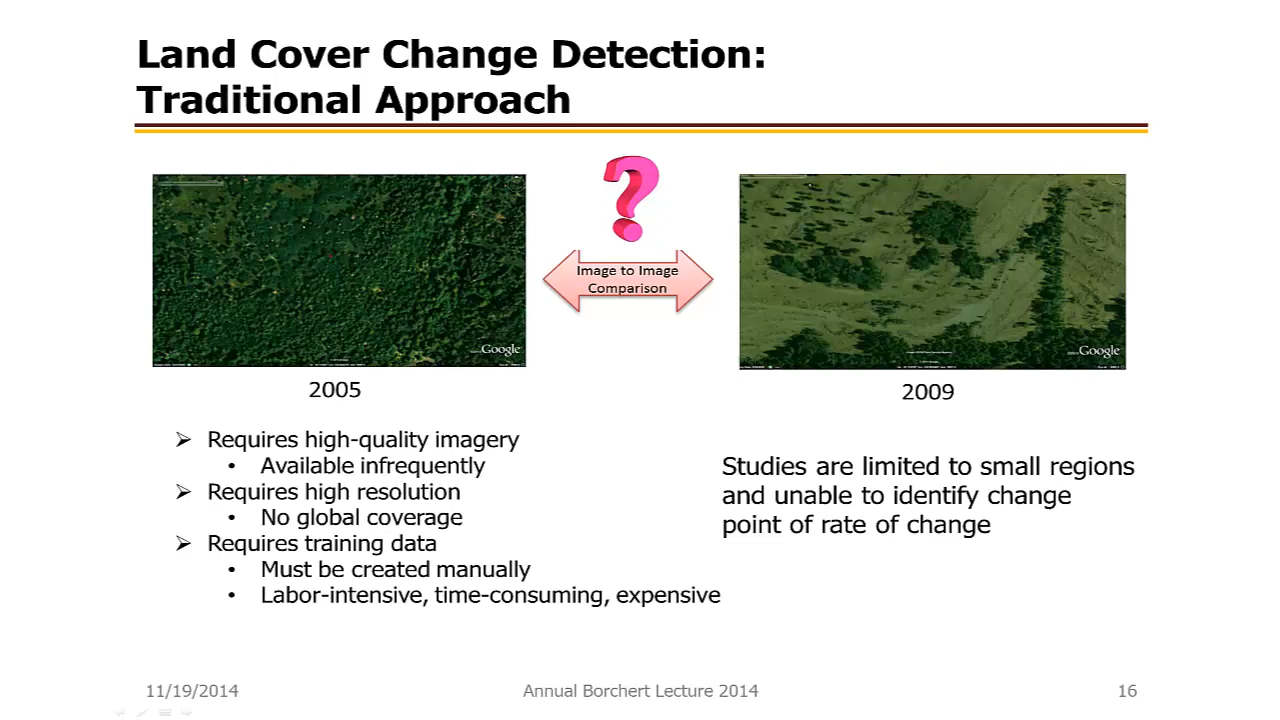 Land Cover Change Detection:
Traditional Approach
Image to Image
Comparison
Google
Google
2005
2009
➢ Requires high-quality imagery
• Available infrequently
➢ Requires high resolution
• No global coverage
➢ Requires training data
• Must be created manually
• Labor-intensive, time-consuming, expensive
Studies are limited to small regions
and unable to identify change
point of rate of change
11/19/2014
Annual Borchert Lecture 2014
16